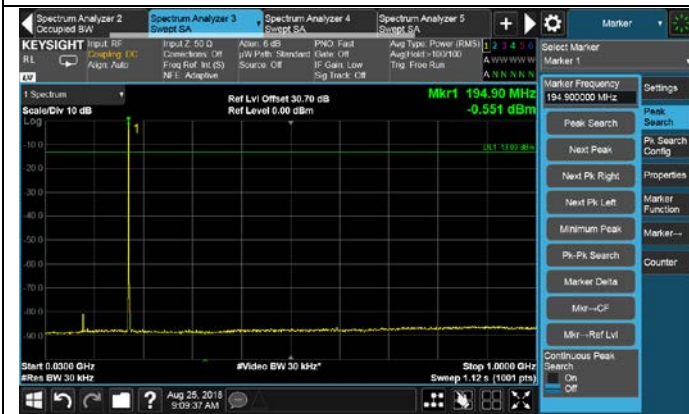 Spectrum Analyzer 2
Occupied BW
Spectrum Analyzer 3
Swept SA
Spectrum Analyzer 4
Swept SA
Spectrum Analyzer 5
Swept SA
Marker
KEYSIGHT
RL
Input: RF
Coupling: DC
Align: Auto
Input Z: 50 Ω
Corrections: Off
Freq Ref: Int (S)
NFE: Adaptive
Atten: 6 dB
µW Path: Standard
Source: Off
PNO: Fast
Gate: Off
IF Gain: Low
Sig Track: Off
Avg Type: Power (RMS)
Avg|Hold:>100/100
Trig: Free Run
1 2 3 4 5 6
A W W W W W
A N N N N N
Select Marker
Marker 1
1 Spectrum
Scale/Div 10 dB
Log
Ref Lvl Offset 30.70 dB
Ref Level 0.00 dBm
Mkr1 194.90 MHz
-0.551 dBm
1
DL1 -13.00 dBm
-10.0
-20.0
-30.0
-40.0
-50.0
-60.0
-70.0
-80.0
-90.0
Start 0.0300 GHz
#Res BW 30 kHz
#Video BW 30 kHz*
Stop 1.0000 GHz
Sweep 1.12 s (1001 pts)
Marker Frequency
194.900000 MHz
Peak Search
Next Peak
Next Pk Right
Next Pk Left
Minimum Peak
Pk-Pk Search
Marker Delta
Mkr→CF
Mkr→Ref Lvl
Continuous Peak
Search
On
Off
Settings
Peak
Search
Pk Search
Config
Properties
Marker
Function
Marker→
Counter
Aug 25, 2018
9:09:37 AM